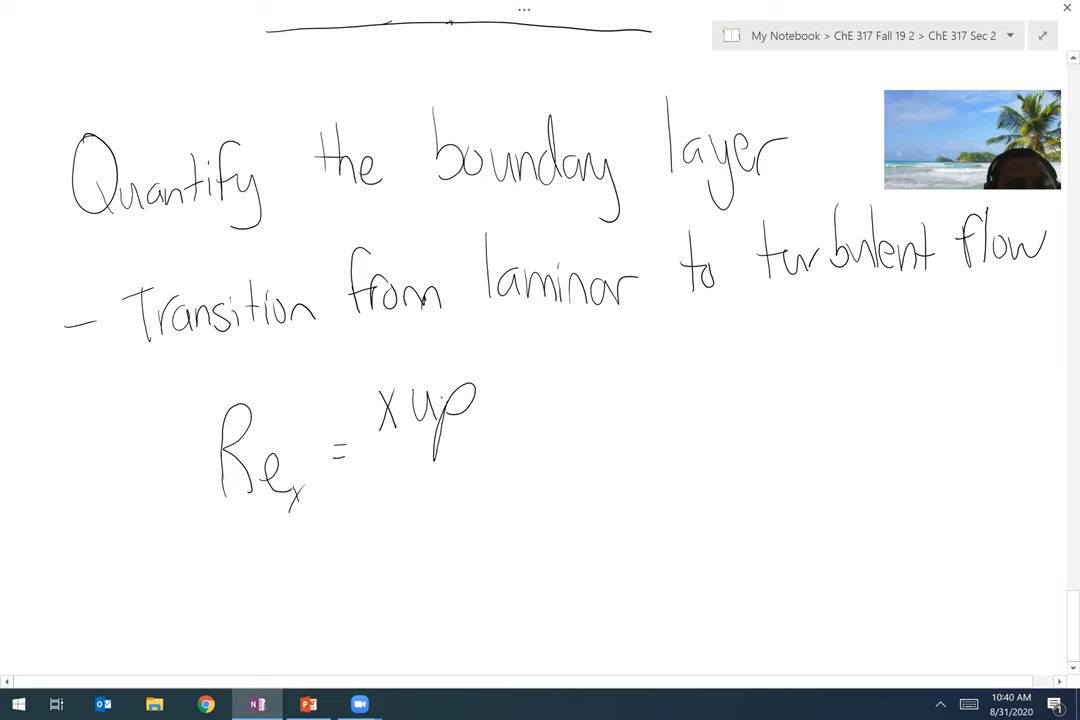 ...
My Notebook > ChE 317 Fall 19 2 > ChE 317 Sec 2
Quantify the boundary layer
- Transition from laminar to turbulent flow
Reₓ = x u ρ
10:40 AM
8/31/2020